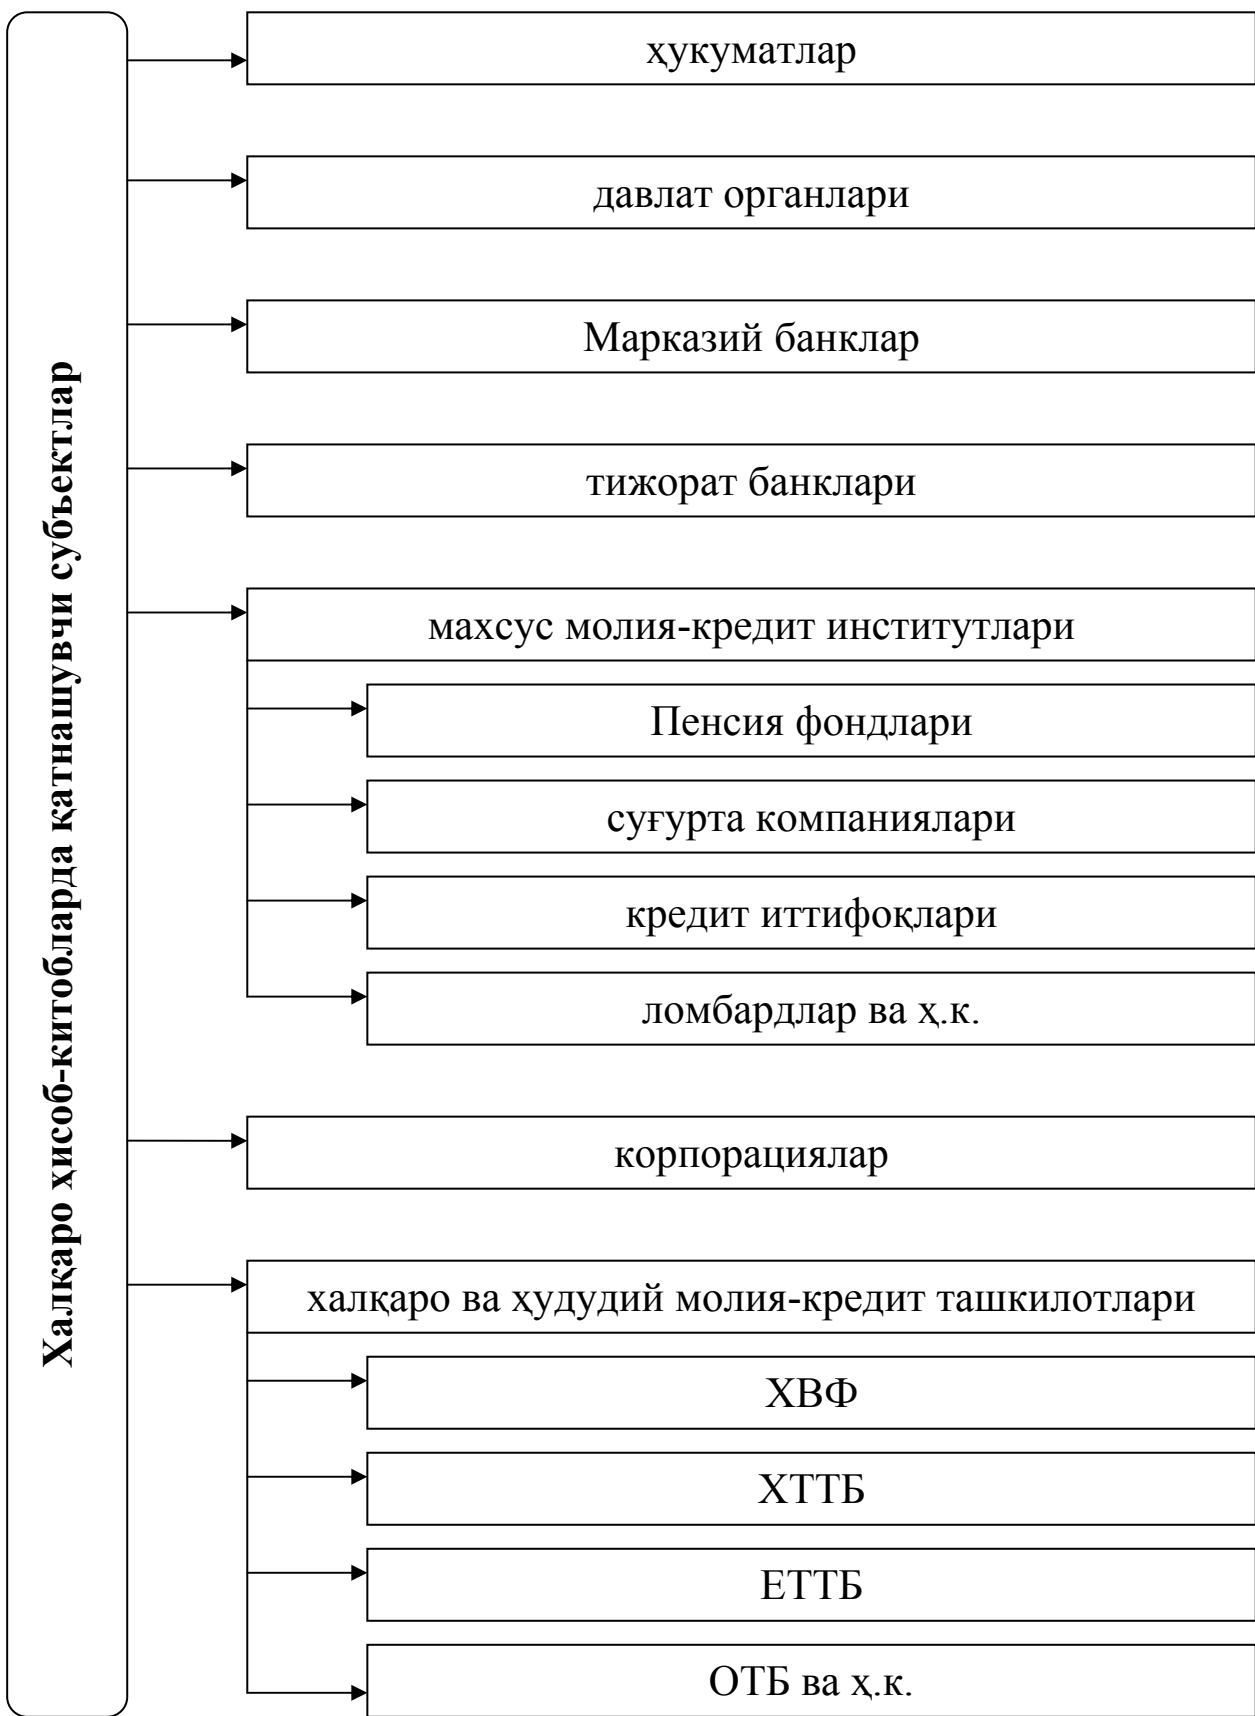 Халқаро ҳисоб-китобларда қатнашувчи субъектлар
ҳукуматлар
давлат органлари
Марказий банклар
тижорат банклари
махсус молия-кредит институтлари
Пенсия фондлари
суғурта компаниялари
кредит иттифоқлари
ломбардлар ва ҳ.к.
корпорациялар
халқаро ва ҳудудий молия-кредит ташкилотлари
ХВФ
ХТТБ
ЕТТБ
ОТБ ва ҳ.к.